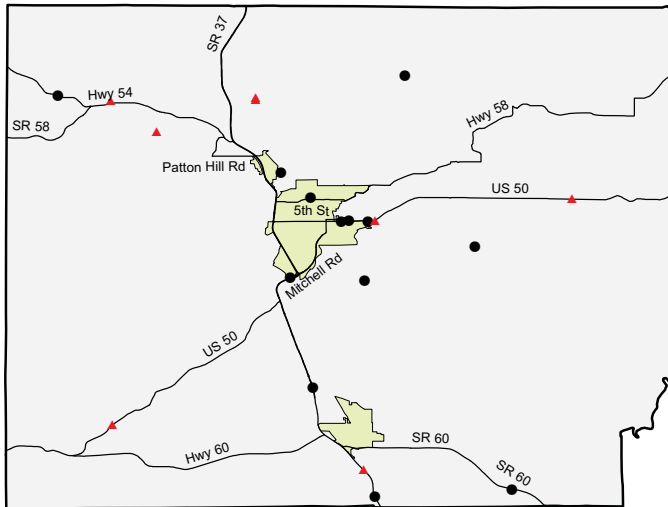 SR 37
Hwy 54
SR 58
Hwy 58
Patton Hill Rd
US 50
5th St
Mitchell Rd
US 50
SR 60
Hwy 60
SR 60